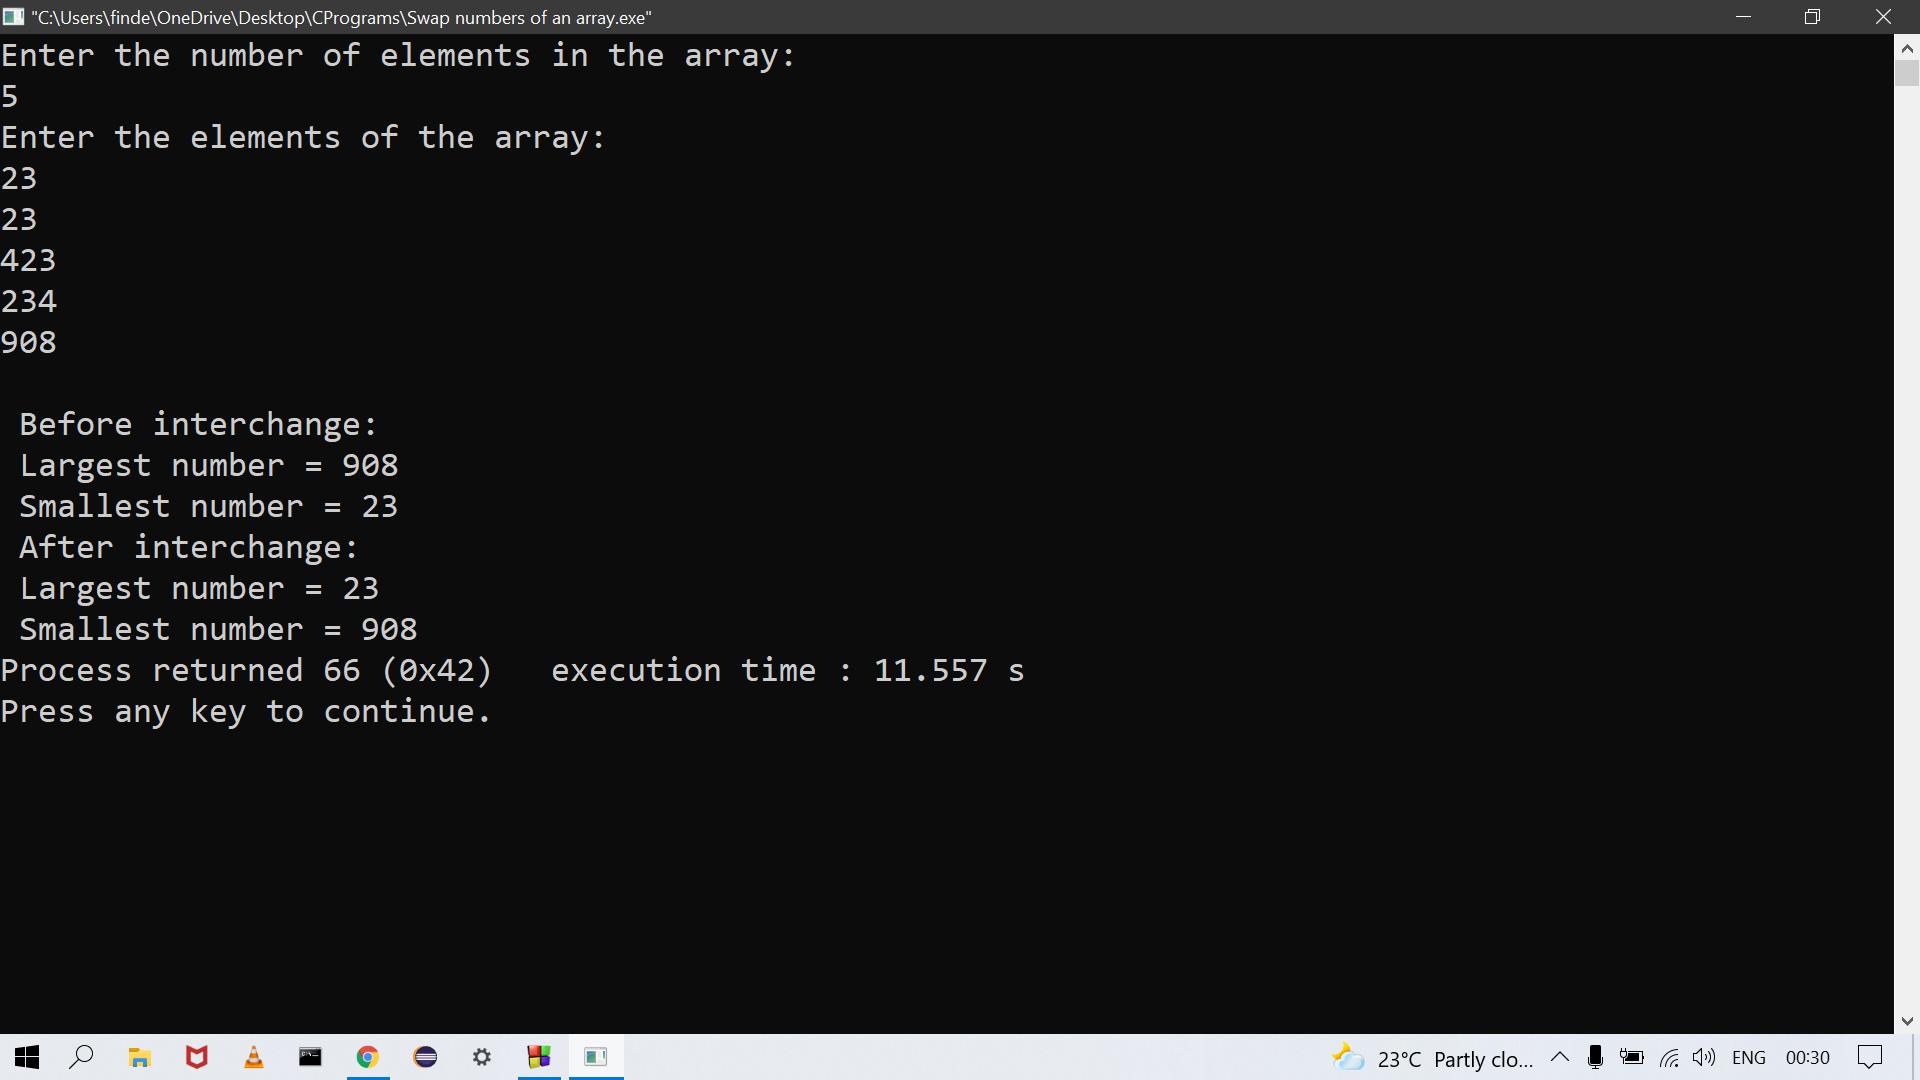 "C:\Users\finde\OneDrive\Desktop\CPrograms\Swap numbers of an array.exe"
Enter the number of elements in the array:
5
Enter the elements of the array:
23
23
423
234
908
Before interchange:
Largest number = 908
Smallest number = 23
After interchange:
Largest number = 23
Smallest number = 908
Process returned 66 (0x42)   execution time : 11.557 s
Press any key to continue.
23°C Partly clo... ENG 00:30